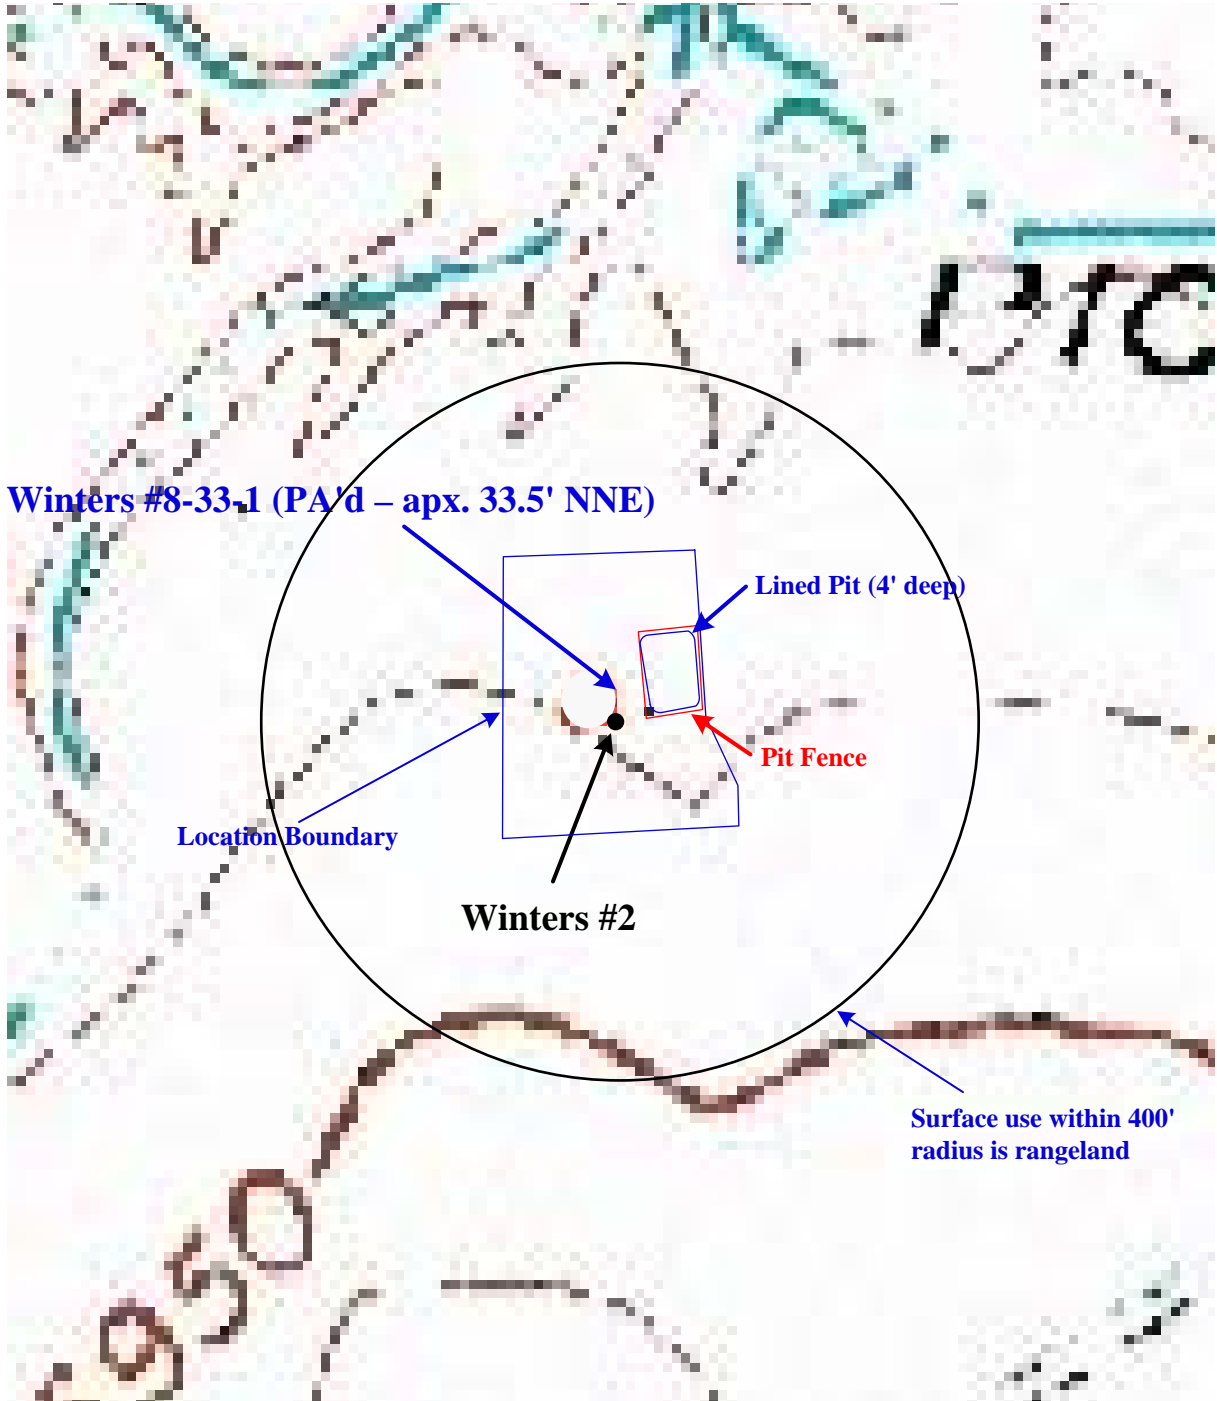 Winters #8-33-1 (PA'd – apx. 33.5' NNE)
Lined Pit (4' deep)
Pit Fence
Location Boundary
Winters #2
Surface use within 400'
radius is rangeland
950